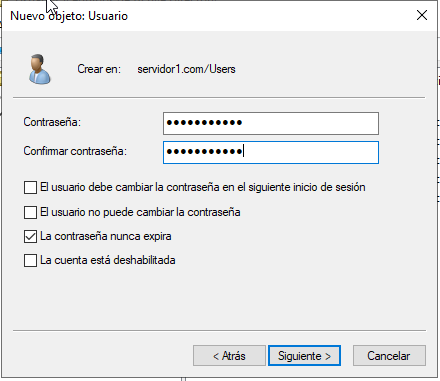 Nuevo objeto: Usuario
Crear en: servidor1.com/Users
Contraseña: ●●●●●●●●●●●
Confirmar contraseña: ●●●●●●●●●●●
El usuario debe cambiar la contraseña en el siguiente inicio de sesión
El usuario no puede cambiar la contraseña
La contraseña nunca expira
La cuenta está deshabilitada
< Atrás Siguiente > Cancelar